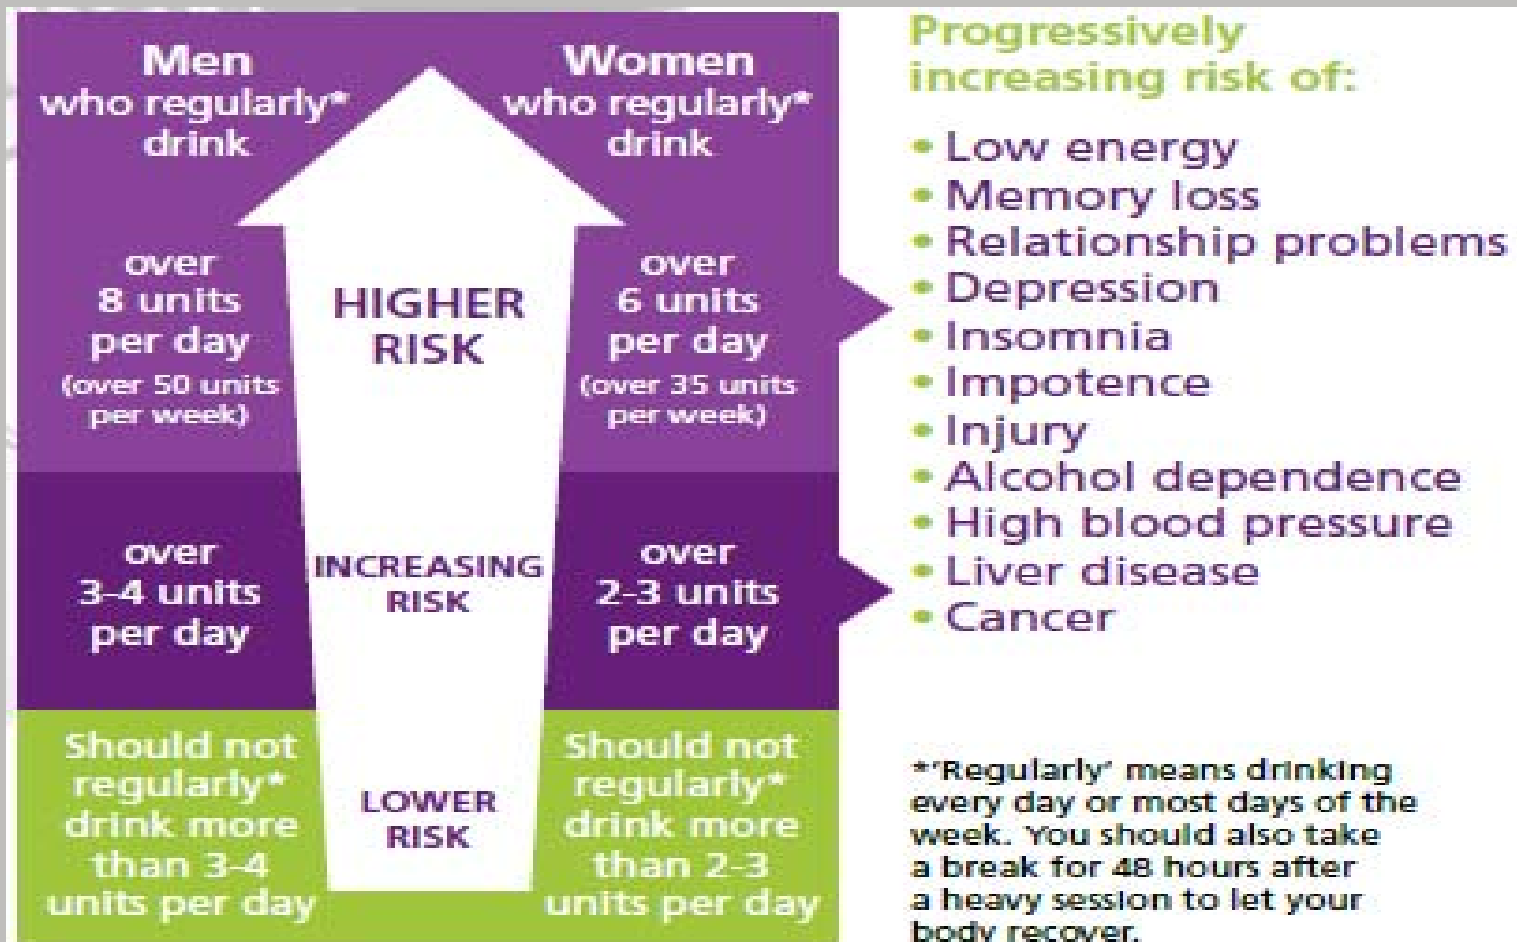 Men
who regularly*
drink
over
8 units
per day
(over 50 units
per week)
over
3-4 units
per day
Should not
regularly*
drink more
than 3-4
units per day
HIGHER
RISK
INCREASING
RISK
LOWER
RISK
Women
who regularly*
drink
over
6 units
per day
(over 35 units
per week)
over
2-3 units
per day
Should not
regularly*
drink more
than 2-3
units per day
Progressively
increasing risk of:
• Low energy
• Memory loss
• Relationship problems
• Depression
• Insomnia
• Impotence
• Injury
• Alcohol dependence
• High blood pressure
• Liver disease
• Cancer
*‘Regularly’ means drinking
every day or most days of the
week. You should also take
a break for 48 hours after
a heavy session to let your
body recover.